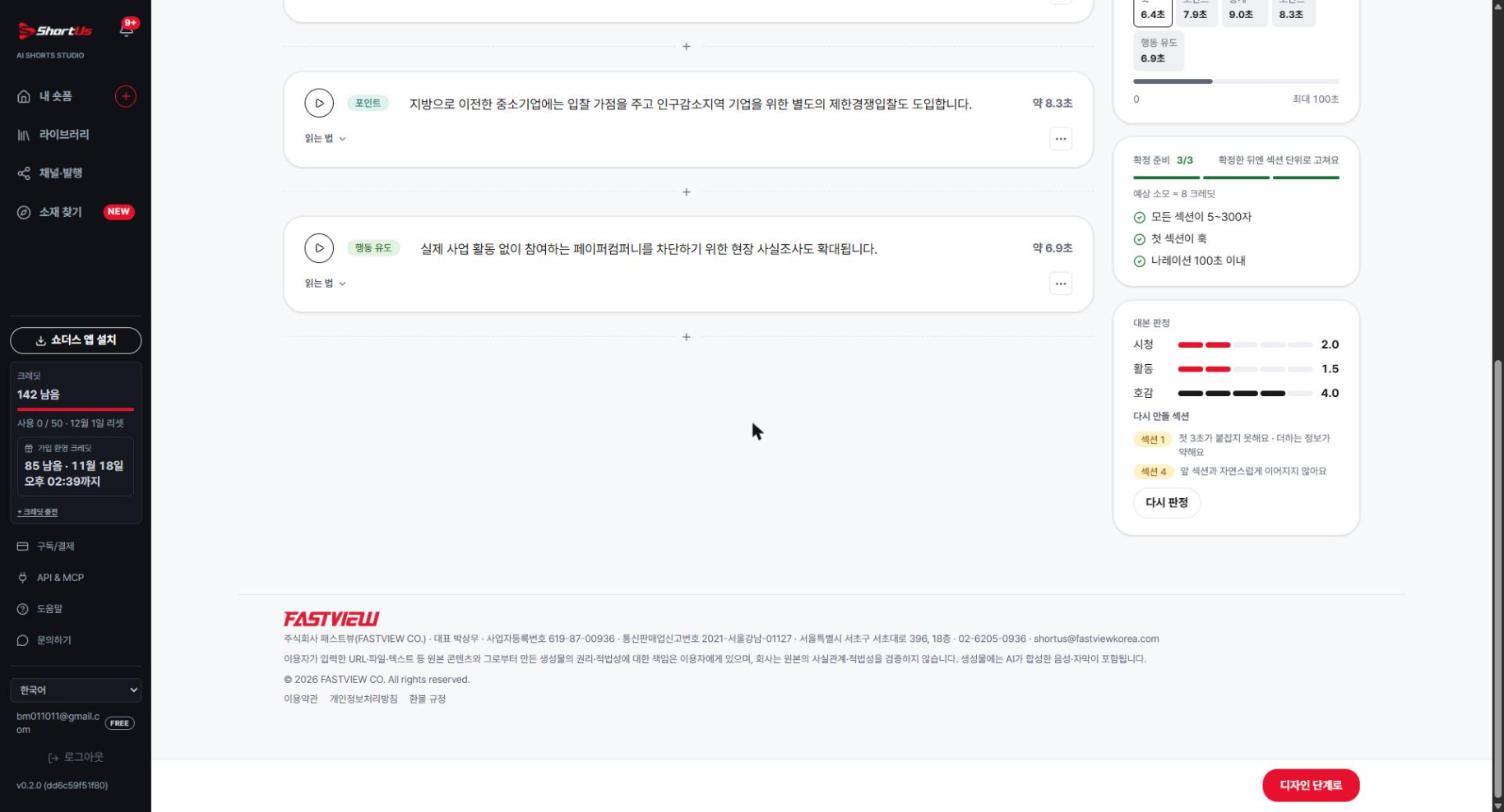 ShortUs
9+
AI SHORTS STUDIO
내 숏폼
라이브러리
채널·발행
소재 찾기
NEW
쇼더스 앱 설치
크레딧
142 남음
사용 0 / 50 · 12월 1일 리셋
가입 환영 크레딧
85 남음 · 11월 18일
오후 02:39까지
+ 크레딧 충전
구독/결제
API & MCP
도움말
문의하기
한국어
bm011011@gmail.c
om
FREE
로그아웃
v0.2.0 (dd6c59f51f80)
+
포인트
지방으로 이전한 중소기업에는 입찰 가점을 주고 인구감소지역 기업을 위한 별도의 제한경쟁입찰도 도입합니다.
약 8.3초
읽는 법
+
행동 유도
실제 사업 활동 없이 참여하는 페이퍼컴퍼니를 차단하기 위한 현장 사실조사도 확대됩니다.
약 6.9초
읽는 법
+
6.4초
7.9초
9.0초
8.3초
행동 유도
6.9초
0
최대 100초
확정 준비 3/3
확정한 뒤엔 섹션 단위로 고쳐요
예상 소모 ≈ 8 크레딧
모든 섹션이 5~300자
첫 섹션이 훅
나레이션 100초 이내
대본 판정
시청 2.0
활동 1.5
호감 4.0
다시 만들 섹션
섹션 1 첫 3초가 붙잡지 못해요 · 더하는 정보가
약해요
섹션 4 앞 섹션과 자연스럽게 이어지지 않아요
다시 판정
FASTVIEW
주식회사 패스트뷰(FASTVIEW CO.) · 대표 박상우 · 사업자등록번호 619-87-00936 · 통신판매업신고번호 2021-서울강남-01127 · 서울특별시 서초구 서초대로 396, 18층 · 02-6205-0936 · shortus@fastviewkorea.com
이용자가 입력한 URL·파일·텍스트 등 원본 콘텐츠와 그로부터 만든 생성물의 권리·적법성에 대한 책임은 이용자에게 있으며, 회사는 원본의 사실관계·적법성을 검증하지 않습니다. 생성물에는 AI가 합성한 음성·자막이 포함됩니다.
© 2026 FASTVIEW CO. All rights reserved.
이용약관 개인정보처리방침 환불 규정
디자인 단계로